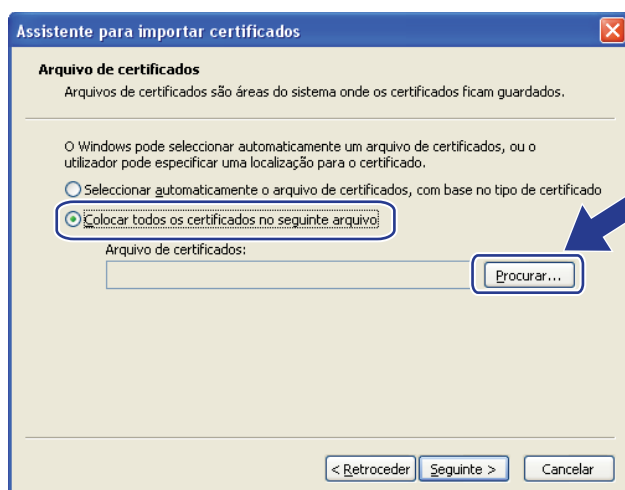 Assistente para importar certificados
Arquivo de certificados
Arquivos de certificados são áreas do sistema onde os certificados ficam guardados.
O Windows pode seleccionar automaticamente um arquivo de certificados, ou o
utilizador pode especificar uma localização para o certificado.
Seleccionar automaticamente o arquivo de certificados, com base no tipo de certificado
Colocar todos os certificados no seguinte arquivo
Arquivo de certificados:
Procurar...
< Retroceder Seguinte > Cancelar